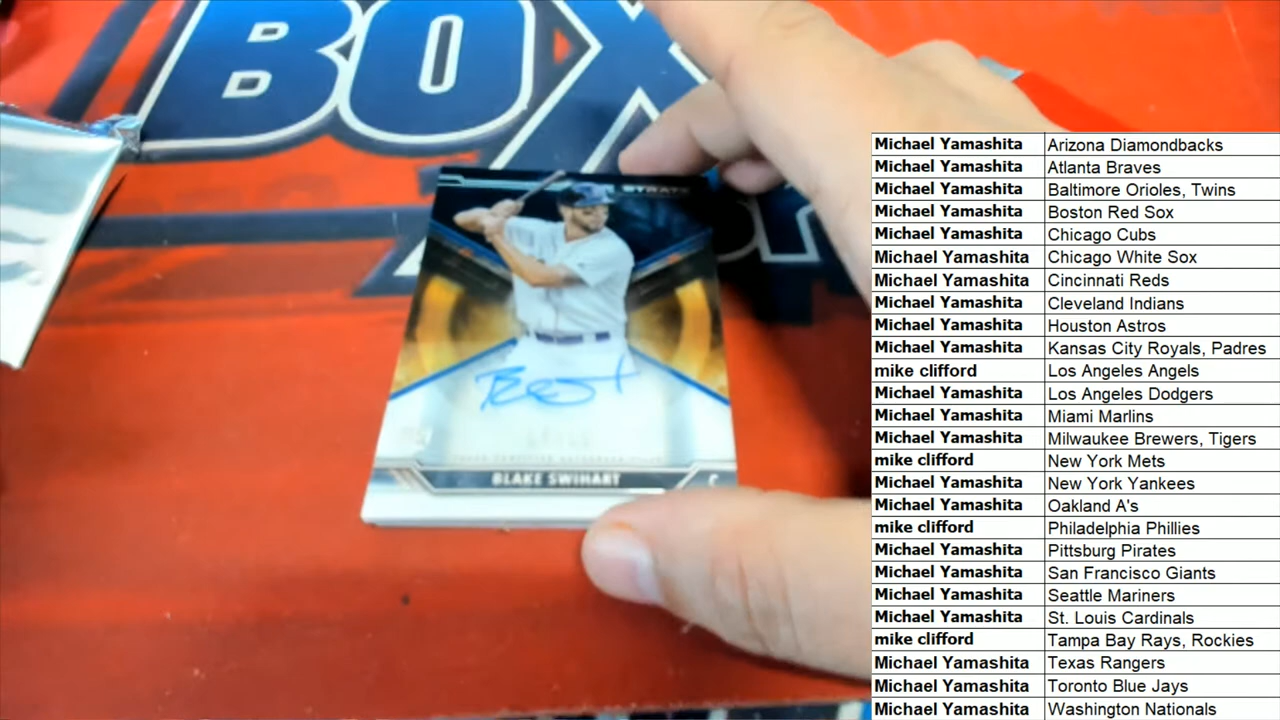 BOX
STRATA
BLAKE SWIHART C
Michael Yamashita Arizona Diamondbacks
Michael Yamashita Atlanta Braves
Michael Yamashita Baltimore Orioles, Twins
Michael Yamashita Boston Red Sox
Michael Yamashita Chicago Cubs
Michael Yamashita Chicago White Sox
Michael Yamashita Cincinnati Reds
Michael Yamashita Cleveland Indians
Michael Yamashita Houston Astros
Michael Yamashita Kansas City Royals, Padres
mike clifford Los Angeles Angels
Michael Yamashita Los Angeles Dodgers
Michael Yamashita Miami Marlins
Michael Yamashita Milwaukee Brewers, Tigers
mike clifford New York Mets
Michael Yamashita New York Yankees
Michael Yamashita Oakland A's
mike clifford Philadelphia Phillies
Michael Yamashita Pittsburg Pirates
Michael Yamashita San Francisco Giants
Michael Yamashita Seattle Mariners
Michael Yamashita St. Louis Cardinals
mike clifford Tampa Bay Rays, Rockies
Michael Yamashita Texas Rangers
Michael Yamashita Toronto Blue Jays
Michael Yamashita Washington Nationals